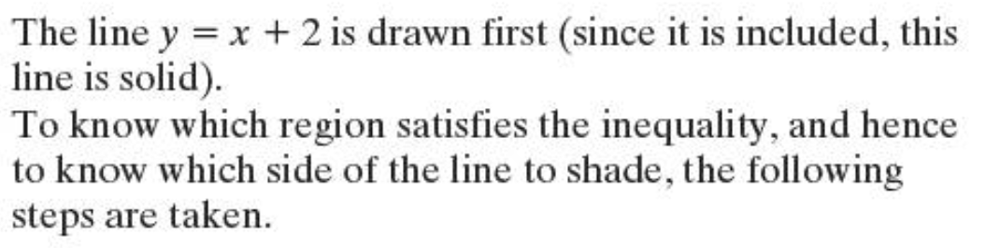 The line y = x + 2 is drawn first (since it is included, this
line is solid).
To know which region satisfies the inequality, and hence
to know which side of the line to shade, the following
steps are taken.